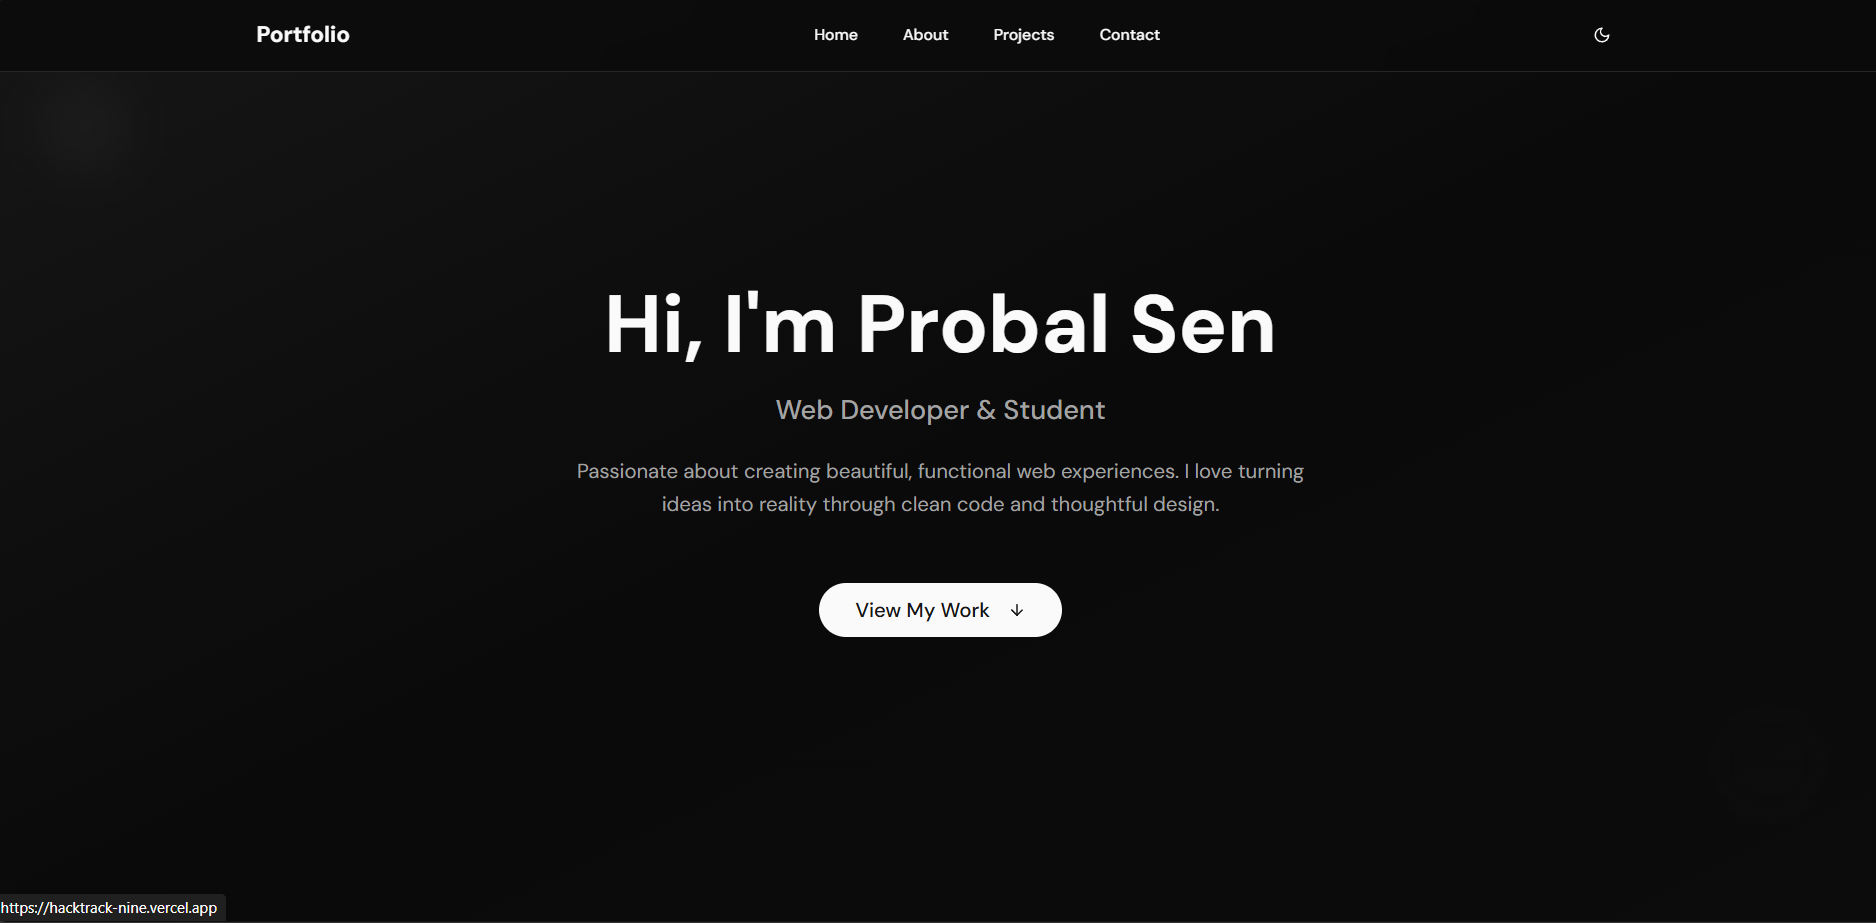 Portfolio
Home
About
Projects
Contact
Hi, I'm Probal Sen
Web Developer & Student
Passionate about creating beautiful, functional web experiences. I love turning
ideas into reality through clean code and thoughtful design.
View My Work
https://hacktrack-nine.vercel.app